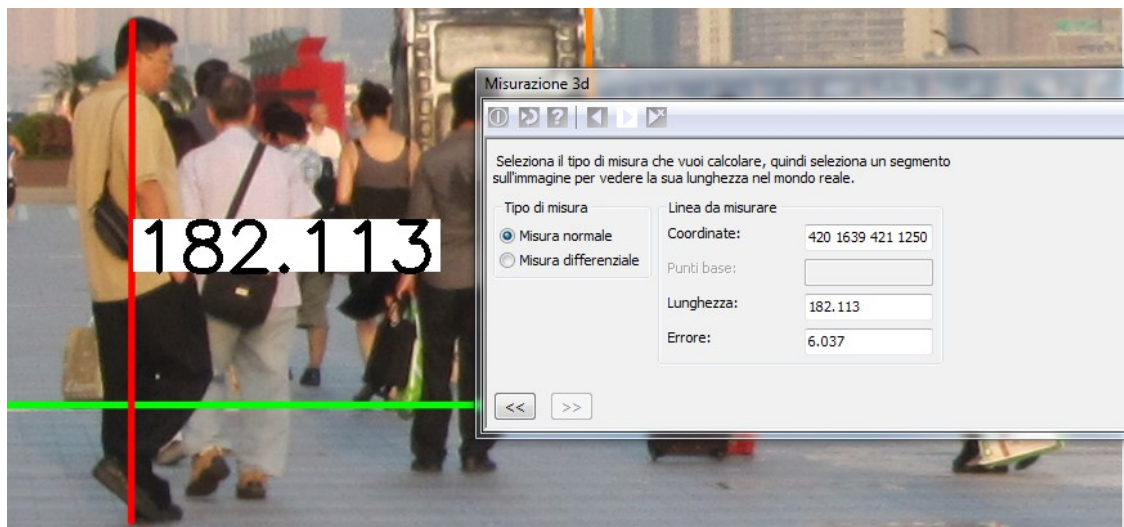 Misurazione 3d
Seleziona il tipo di misura che vuoi calcolare, quindi seleziona un segmento
sull'immagine per vedere la sua lunghezza nel mondo reale.
Tipo di misura
Misura normale
Misura differenziale
Linea da misurare
Coordinate: 420 1639 421 1250
Punti base:
Lunghezza: 182.113
Errore: 6.037
<< >>
182.113